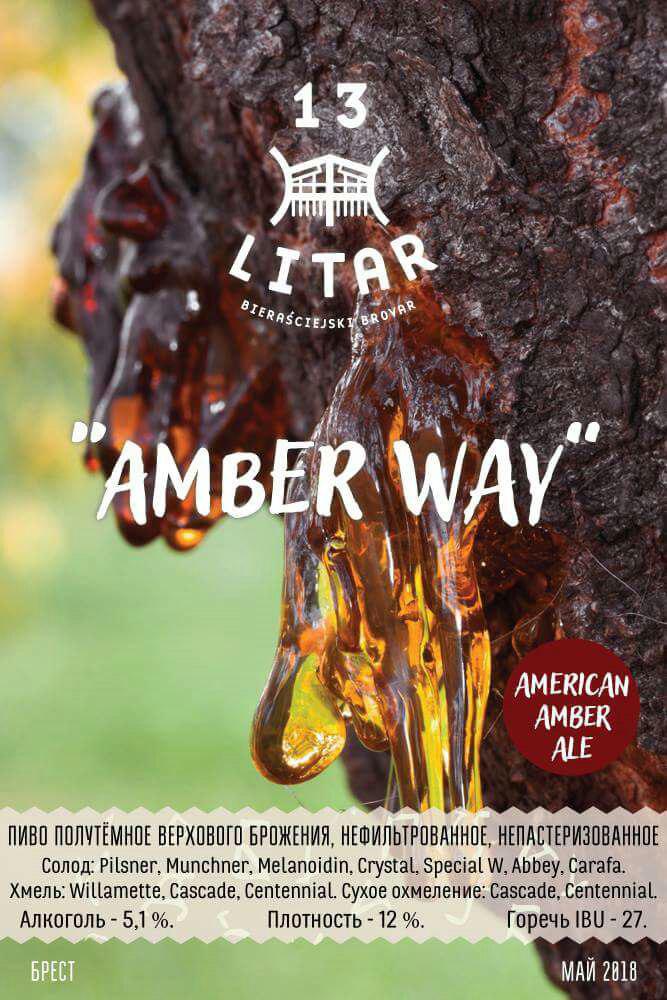 13
LITAR
BIERAŚCIEJSKI BROVAR
"AMBER WAY"
AMERICAN
AMBER
ALE
ПИВО ПОЛУТЁМНОЕ ВЕРХОВОГО БРОЖЕНИЯ, НЕФИЛЬТРОВАННОЕ, НЕПАСТЕРИЗОВАННОЕ
Солод: Pilsner, Munchner, Melanoidin, Crystal, Special W, Abbey, Carafa.
Хмель: Willamette, Cascade, Centennial. Сухое охмеление: Cascade, Centennial.
Алкоголь - 5,1 %. Плотность - 12 %. Горечь IBU - 27.
БРЕСТ МАЙ 2018